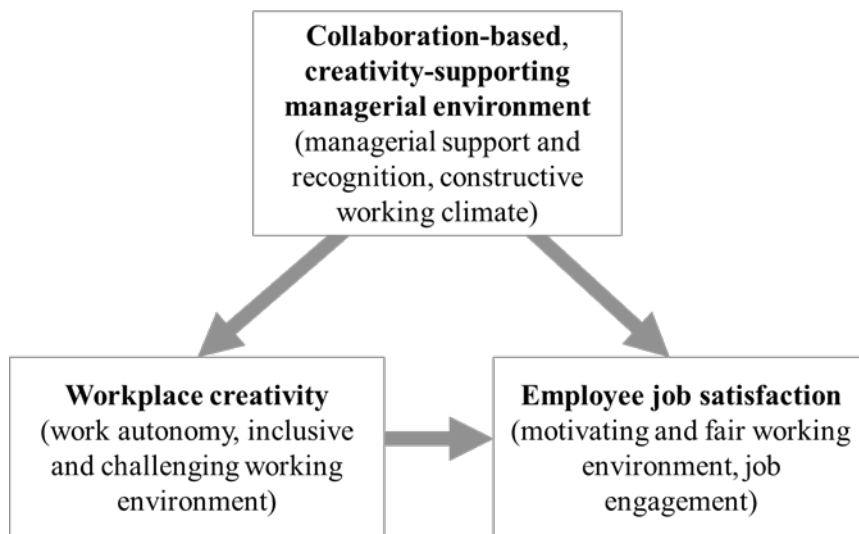 Collaboration-based,
creativity-supporting
managerial environment
(managerial support and
recognition, constructive
working climate)
Workplace creativity
(work autonomy, inclusive
and challenging working
environment)
Employee job satisfaction
(motivating and fair working
environment, job
engagement)